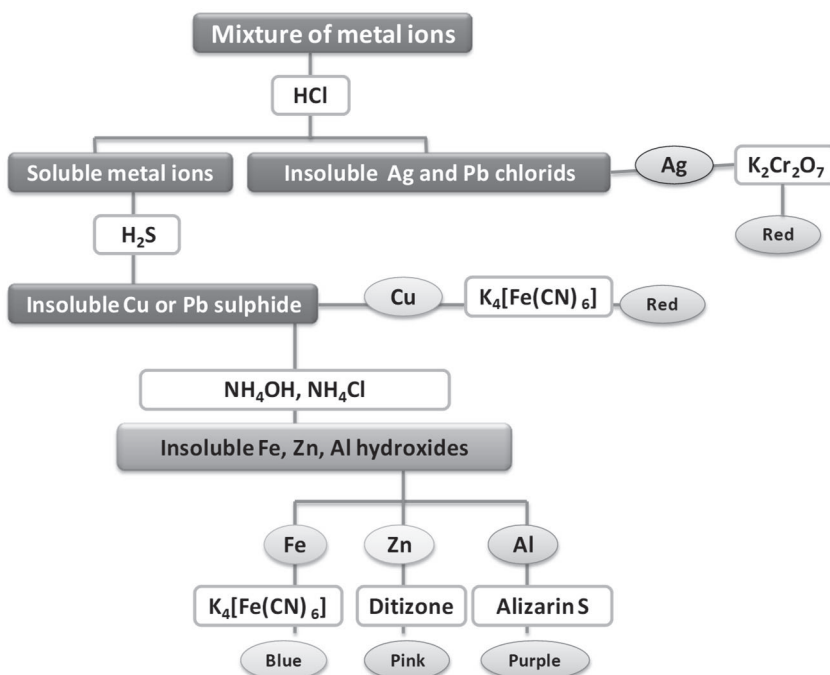 Mixture of metal ions
HCl
Soluble metal ions
Insoluble Ag and Pb chlorids
Ag
K₂Cr₂O₇
Red
H₂S
Insoluble Cu or Pb sulphide
Cu
K₄[Fe(CN) ₆]
Red
NH₄OH, NH₄Cl
Insoluble Fe, Zn, Al hydroxides
Fe
Zn
Al
K₄[Fe(CN) ₆]
Ditizone
Alizarin S
Blue
Pink
Purple